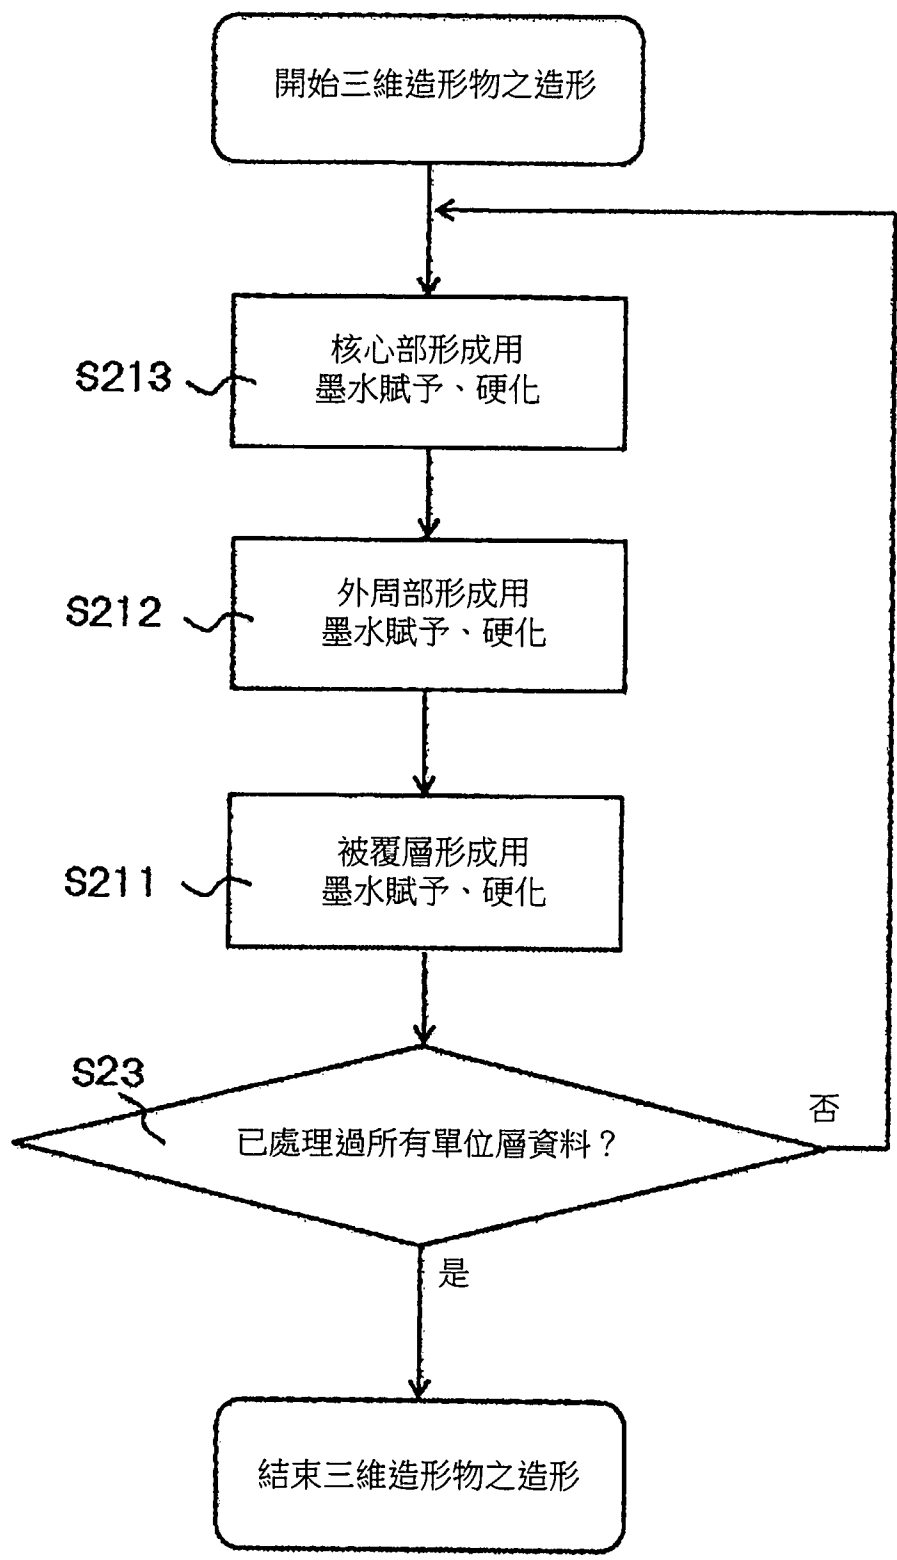 開始三維造形物之造形
S213
核心部形成用
墨水賦予、硬化
S212
外周部形成用
墨水賦予、硬化
S211
被覆層形成用
墨水賦予、硬化
S23
已處理過所有單位層資料？
否
是
結束三維造形物之造形